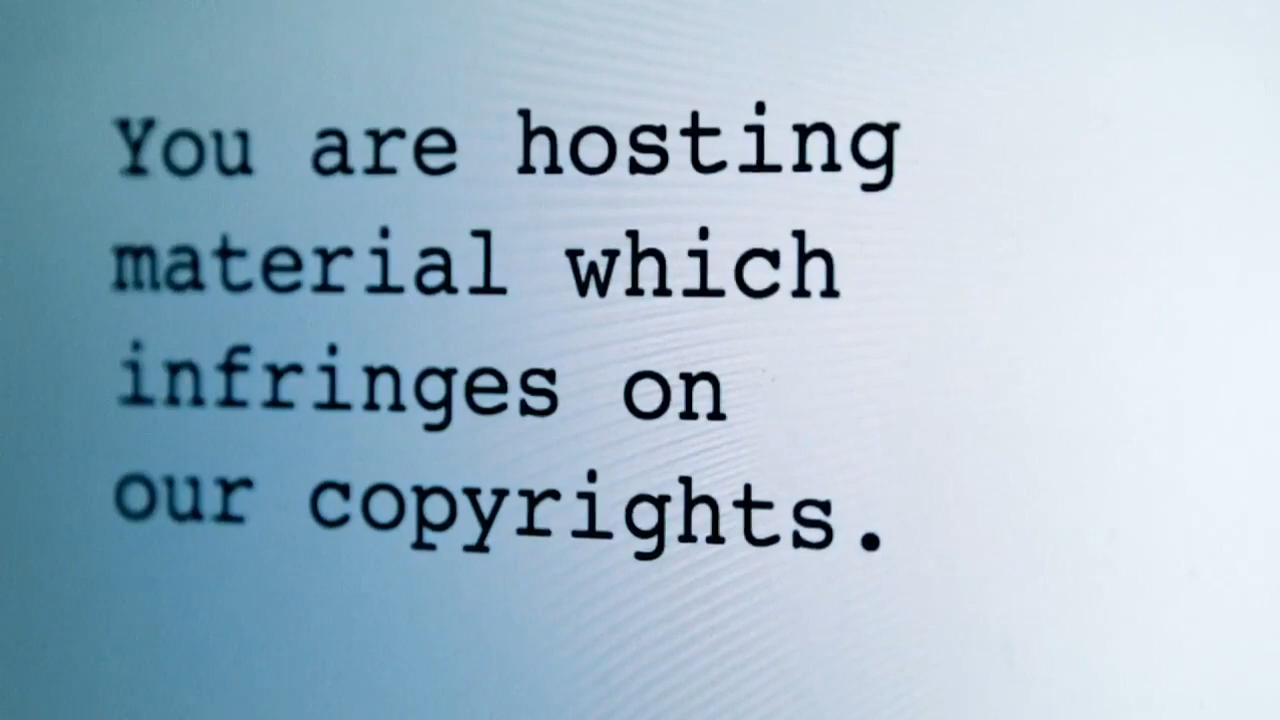 You are hosting
material which
infringes on
our copyrights.